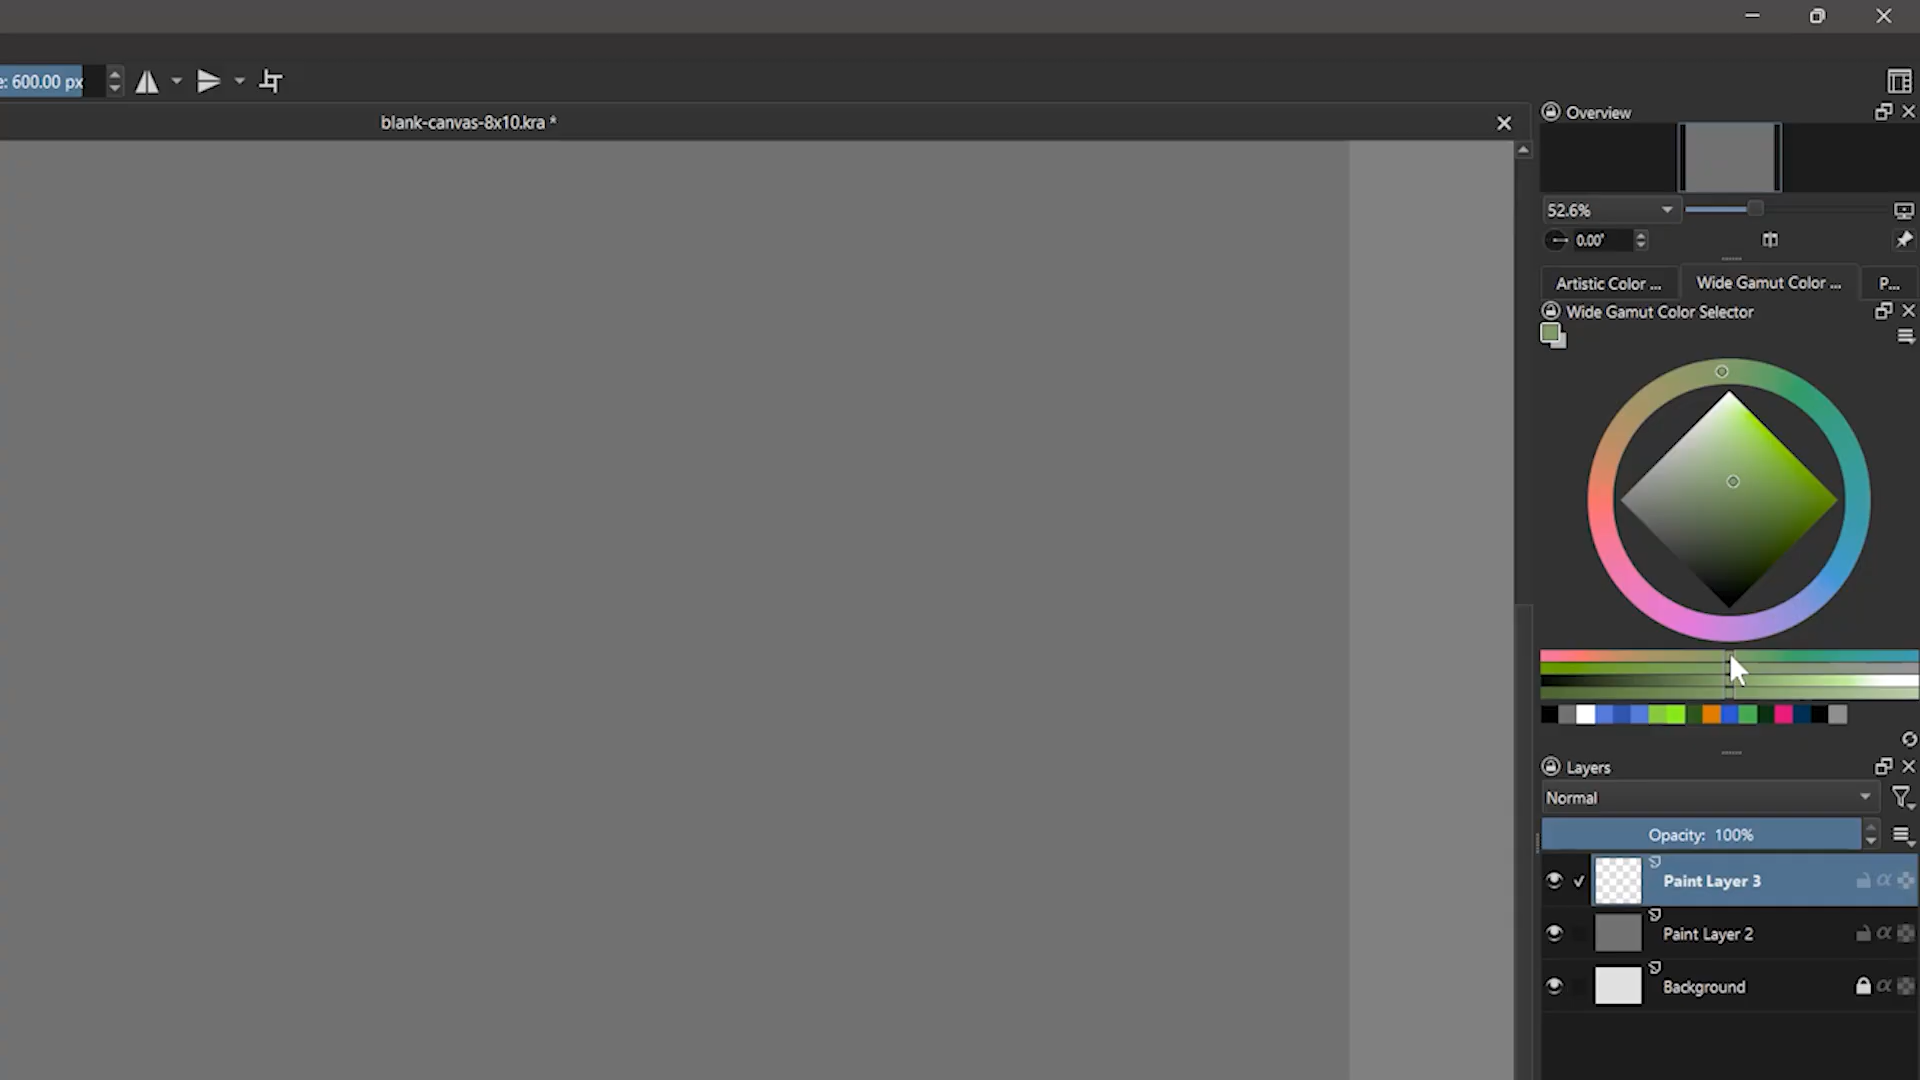 e: 600.00 px
blank-canvas-8x10.kra *
Overview
52.6%
0.00°
Artistic Color ...
Wide Gamut Color ...
P...
Wide Gamut Color Selector
Layers
Normal
Opacity: 100%
Paint Layer 3
Paint Layer 2
Background